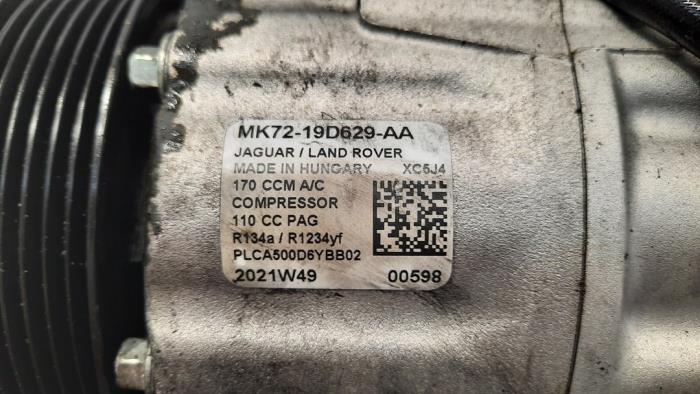 MK72-19D629-AA
JAGUAR / LAND ROVER
MADE IN HUNGARY XC5J4
170 CCM A/C
COMPRESSOR
110 CC PAG
R134a / R1234yf
PLCA500D6YBB02
2021W49 00598